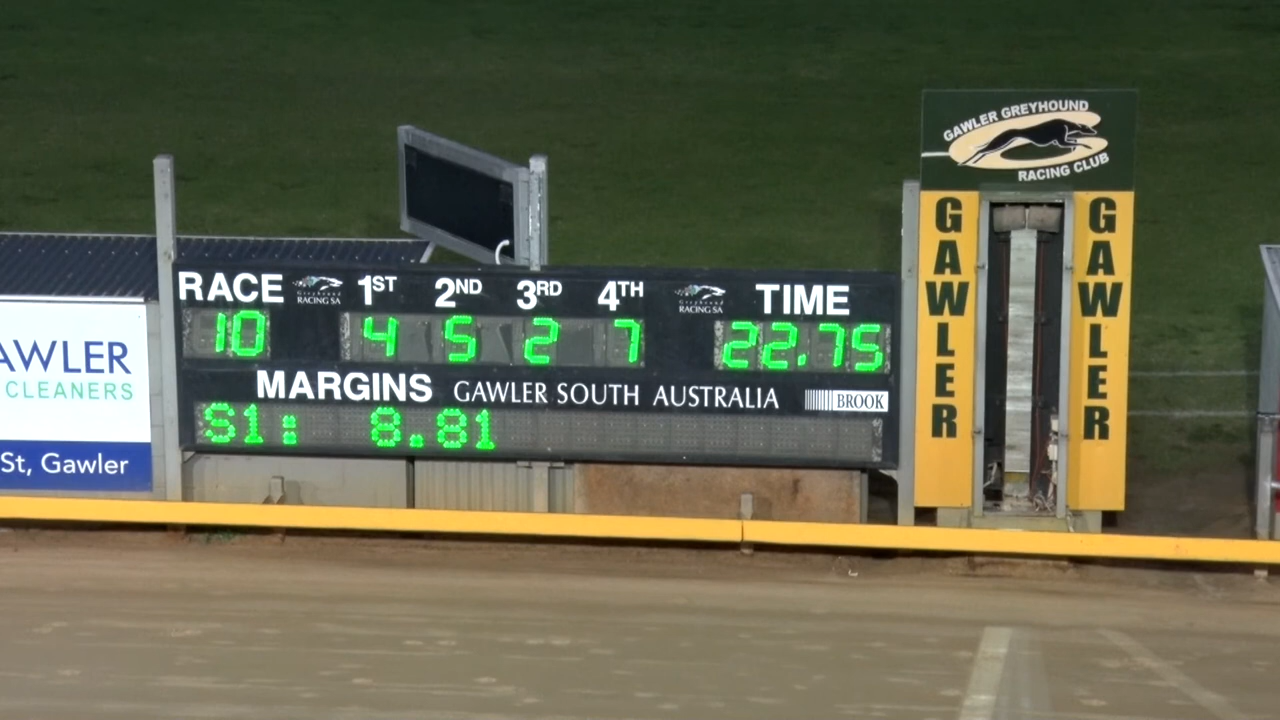 GAWLER GREYHOUND
RACING CLUB
GAWLER
GAWLER
RACE
Greyhound
RACING SA
1ST
2ND
3RD
4TH
Greyhound
RACING SA
TIME
10 4 5 2 7 22.75
MARGINS GAWLER SOUTH AUSTRALIA BROOK
S1: 8.81
AWLER
CLEANERS
St, Gawler